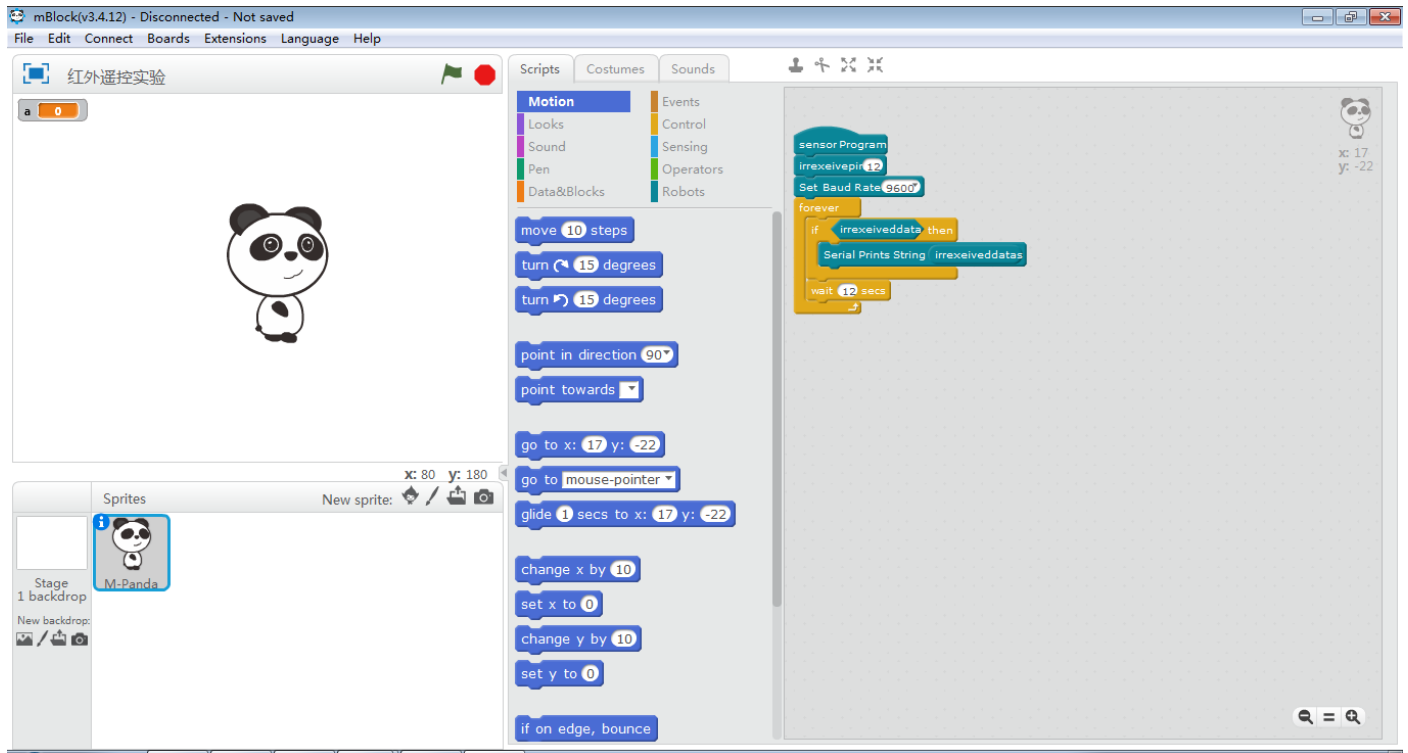 mBlock(v3.4.12) - Disconnected - Not saved
File Edit Connect Boards Extensions Language Help
红外遥控实验
a 0
x: 80 y: 180
Sprites New sprite:
Stage
1 backdrop
New backdrop:
M-Panda
Scripts Costumes Sounds
Motion Events
Looks Control
Sound Sensing
Pen Operators
Data&Blocks Robots
move 10 steps
turn 15 degrees
turn 15 degrees
point in direction 90
point towards
go to x: 17 y: -22
go to mouse-pointer
glide 1 secs to x: 17 y: -22
change x by 10
set x to 0
change y by 10
set y to 0
if on edge, bounce
sensor Program
irrexeivepin 12
Set Baud Rate 9600
forever
if irrexeiveddata then
Serial Prints String irrexeiveddatas
wait 12 secs
x: 17
y: -22